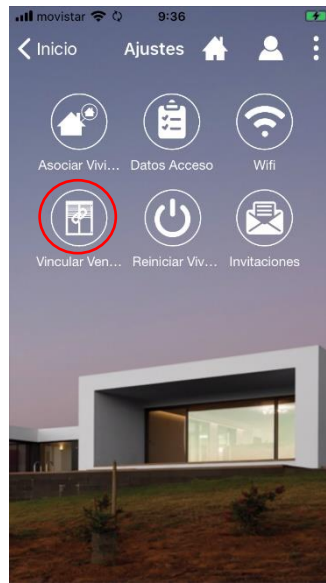 movistar 9:36
Inicio Ajustes
Asociar Vivi... Datos Acceso Wifi
Vincular Ven... Reiniciar Viv... Invitaciones